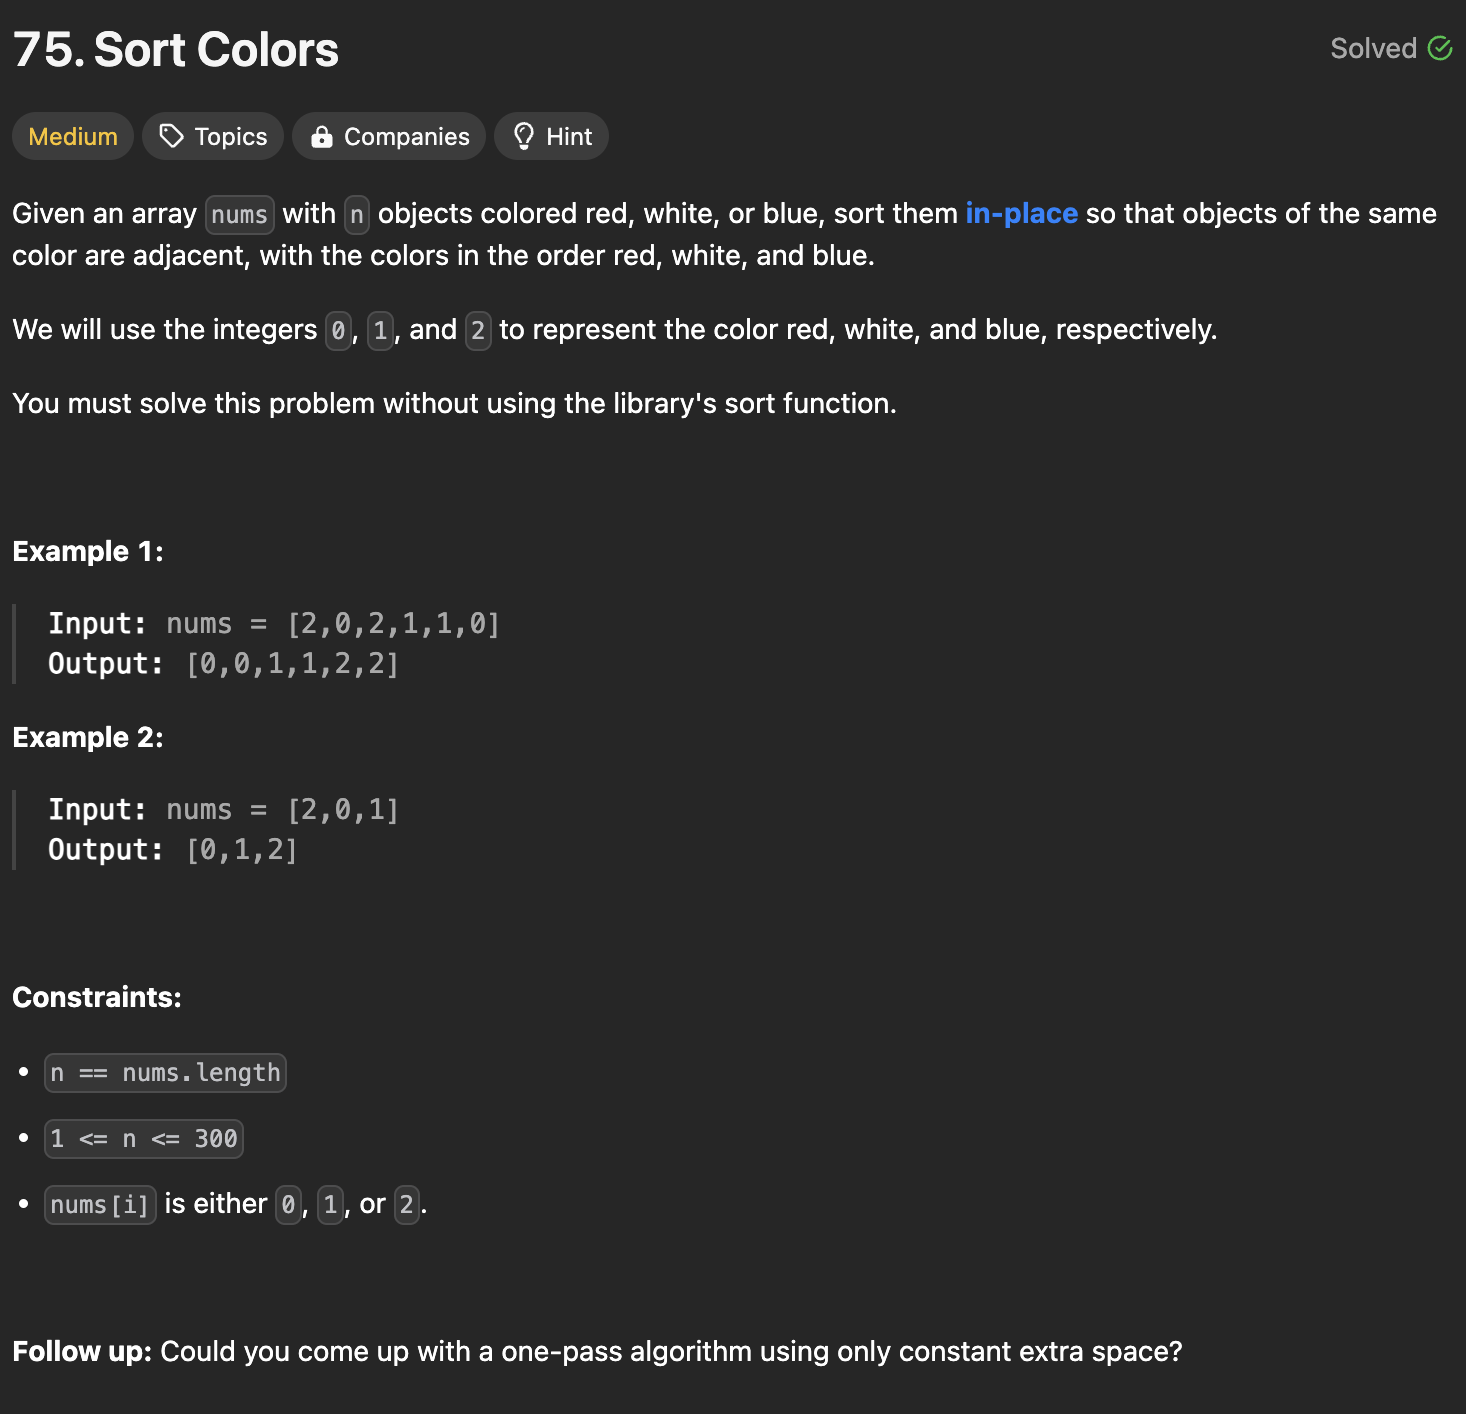 75. Sort Colors
Solved
Medium
Topics
Companies
Hint
Given an array nums with n objects colored red, white, or blue, sort them in-place so that objects of the same
color are adjacent, with the colors in the order red, white, and blue.
We will use the integers 0, 1, and 2 to represent the color red, white, and blue, respectively.
You must solve this problem without using the library's sort function.
Example 1:
Input: nums = [2,0,2,1,1,0]
Output: [0,0,1,1,2,2]
Example 2:
Input: nums = [2,0,1]
Output: [0,1,2]
Constraints:
• n == nums.length
• 1 <= n <= 300
• nums[i] is either 0, 1, or 2.
Follow up: Could you come up with a one-pass algorithm using only constant extra space?